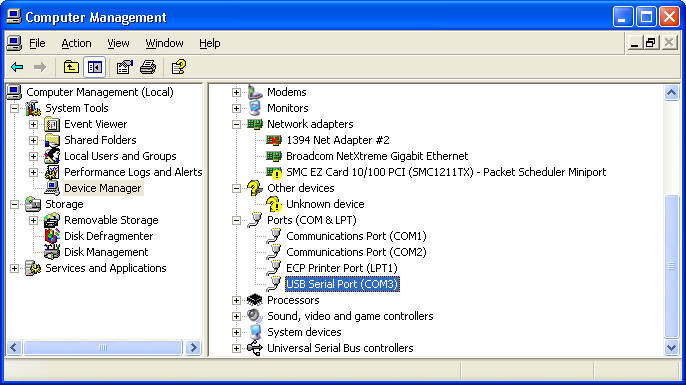 Computer Management
File Action View Window Help
Computer Management (Local)
System Tools
Event Viewer
Shared Folders
Local Users and Groups
Performance Logs and Alerts
Device Manager
Storage
Removable Storage
Disk Defragmenter
Disk Management
Services and Applications
Modems
Monitors
Network adapters
1394 Net Adapter #2
Broadcom NetXtreme Gigabit Ethernet
SMC EZ Card 10/100 PCI (SMC1211TX) - Packet Scheduler Miniport
Other devices
Unknown device
Ports (COM & LPT)
Communications Port (COM1)
Communications Port (COM2)
ECP Printer Port (LPT1)
USB Serial Port (COM3)
Processors
Sound, video and game controllers
System devices
Universal Serial Bus controllers